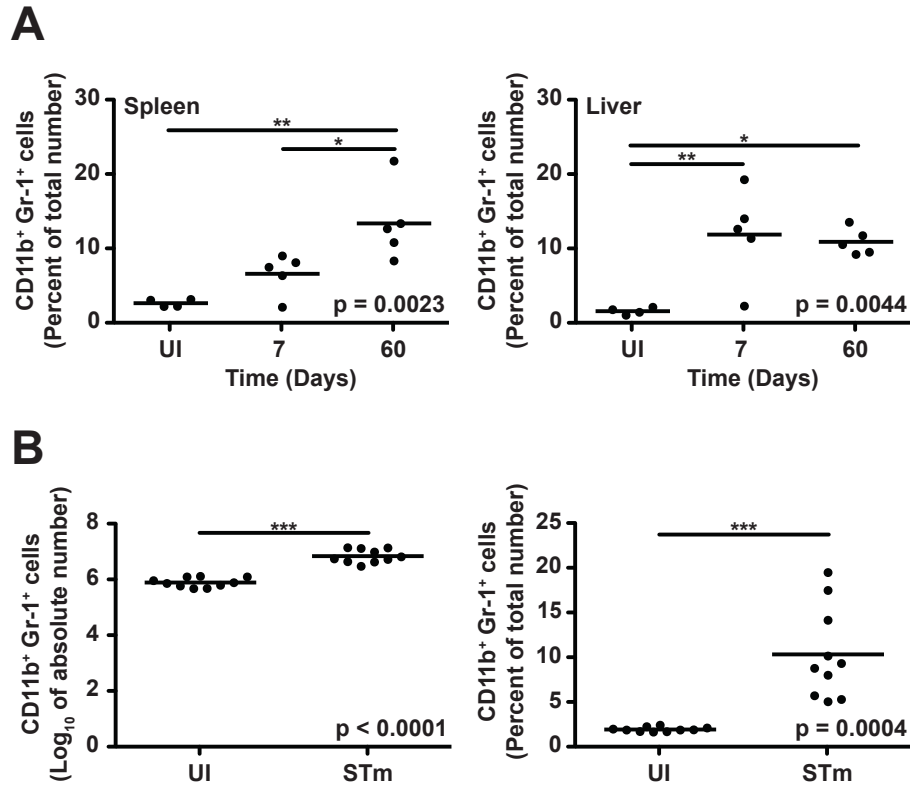 A
CD11b⁺ Gr-1⁺ cells
(Percent of total number)
30
20
10
0
Spleen
**
*
p = 0.0023
UI
7
60
Time (Days)
CD11b⁺ Gr-1⁺ cells
(Percent of total number)
30
20
10
0
Liver
*
**
p = 0.0044
UI
7
60
Time (Days)
B
CD11b⁺ Gr-1⁺ cells
(Log₁₀ of absolute number)
8
6
4
2
0
***
p < 0.0001
UI
STm
CD11b⁺ Gr-1⁺ cells
(Percent of total number)
25
20
15
10
5
0
***
p = 0.0004
UI
STm